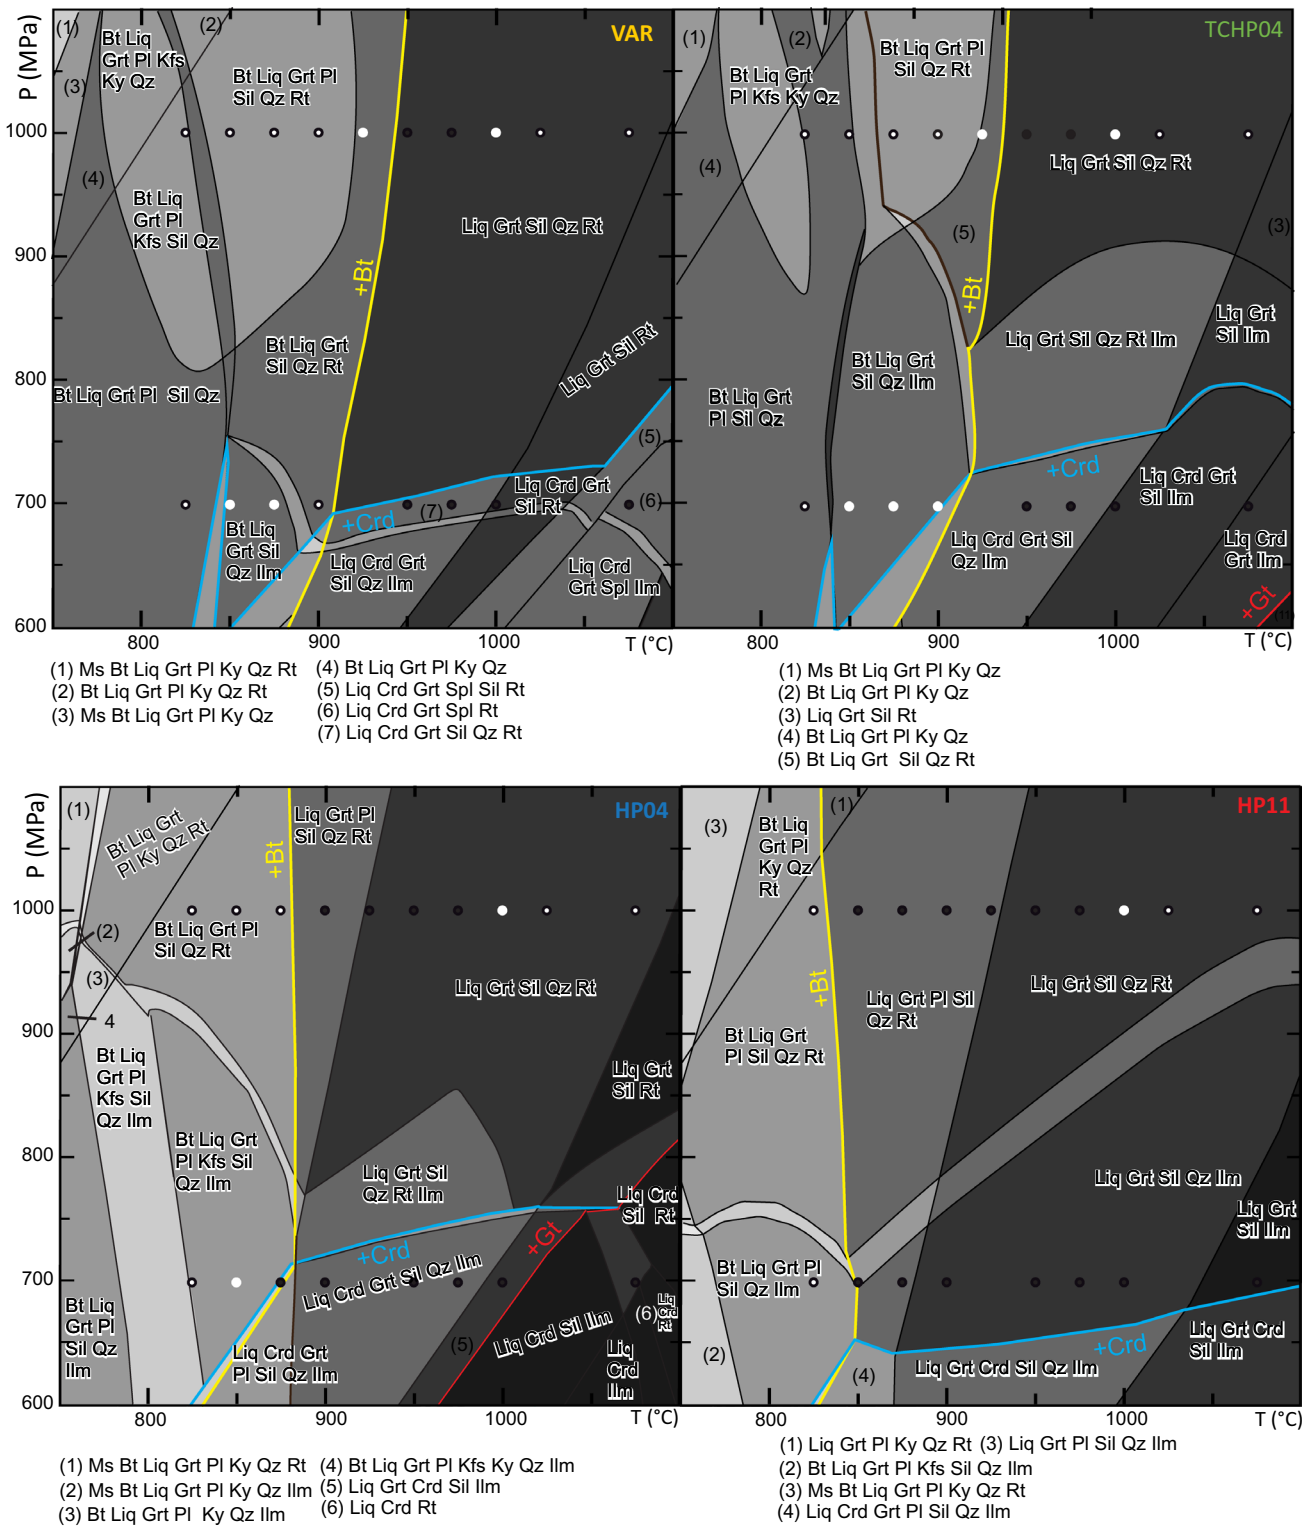 P (MPa)
1000
900
800
700
600
(1)
Bt Liq
Grt Pl Kfs
Ky Qz
(2)
(3)
Bt Liq Grt Pl
Sil Qz Rt
VAR
(4)
Bt Liq
Grt Pl
Kfs Sil Qz
Liq Grt Sil Qz Rt
+Bt
Bt Liq Grt
Sil Qz Rt
Liq Grt Sil Rt
Bt Liq Grt Pl Sil Qz
(5)
Liq Crd Grt
Sil Rt
(6)
+Crd
(7)
Bt Liq
Grt Sil
Qz Ilm
Liq Crd Grt
Sil Qz Ilm
Liq Crd
Grt Spl Ilm
800
900
1000
T (°C)
(1) Ms Bt Liq Grt Pl Ky Qz Rt
(2) Bt Liq Grt Pl Ky Qz Rt
(3) Ms Bt Liq Grt Pl Ky Qz
(4) Bt Liq Grt Pl Ky Qz
(5) Liq Crd Grt Spl Sil Rt
(6) Liq Crd Grt Spl Rt
(7) Liq Crd Grt Sil Qz Rt
(1)
(2)
Bt Liq Grt Pl
Sil Qz Rt
TCHP04
Bt Liq Grt
Pl Kfs Ky Qz
(4)
Liq Grt Sil Qz Rt
(3)
(5)
+Bt
Liq Grt
Sil Ilm
Liq Grt Sil Qz Rt Ilm
Bt Liq Grt
Sil Qz Ilm
Bt Liq Grt
Pl Sil Qz
+Crd
Liq Crd Grt
Sil Ilm
Liq Crd Grt Sil
Qz Ilm
Liq Crd
Grt Ilm
+Gt
800
900
1000
T (°C)
(1) Ms Bt Liq Grt Pl Ky Qz
(2) Bt Liq Grt Pl Ky Qz
(3) Liq Grt Sil Rt
(4) Bt Liq Grt Pl Ky Qz
(5) Bt Liq Grt Sil Qz Rt
P (MPa)
1000
900
800
700
600
(1)
Bt Liq Grt
Pl Ky Qz Rt
Liq Grt Pl
Sil Qz Rt
HP04
+Bt
Bt Liq Grt Pl
Sil Qz Rt
(2)
(3)
4
Liq Grt Sil Qz Rt
Bt Liq
Grt Pl
Kfs Sil
Qz Ilm
Liq Grt
Sil Rt
Bt Liq Grt
Pl Kfs Sil
Qz Ilm
Liq Grt Sil
Qz Rt Ilm
Liq Crd
Sil Rt
+Gt
+Crd
Liq Crd Grt Sil Qz Ilm
Bt Liq
Grt Pl
Sil Qz
Ilm
Liq Crd Grt
Pl Sil Qz Ilm
(5)
Liq Crd Sil Ilm
(6)
Liq
Crd
Rt
Liq
Crd
Ilm
800
900
1000
T (°C)
(1) Ms Bt Liq Grt Pl Ky Qz Rt
(2) Ms Bt Liq Grt Pl Ky Qz Ilm
(3) Bt Liq Grt Pl Ky Qz Ilm
(4) Bt Liq Grt Pl Kfs Ky Qz Ilm
(5) Liq Grt Crd Sil Ilm
(6) Liq Crd Rt
(3)
Bt Liq
Grt Pl
Ky Qz
Rt
(1)
HP11
+Bt
Liq Grt Sil Qz Rt
Liq Grt Pl Sil
Qz Rt
Bt Liq Grt
Pl Sil Qz Rt
Liq Grt Sil Qz Ilm
Liq Grt
Sil Ilm
Bt Liq Grt Pl
Sil Qz Ilm
(2)
(4)
+Crd
Liq Grt Crd
Sil Ilm
Liq Grt Crd Sil Qz Ilm
800
900
1000
T (°C)
(1) Liq Grt Pl Ky Qz Rt (3) Liq Grt Pl Sil Qz Ilm
(2) Bt Liq Grt Pl Kfs Sil Qz Ilm
(3) Ms Bt Liq Grt Pl Ky Qz Rt
(4) Liq Crd Grt Pl Sil Qz Ilm